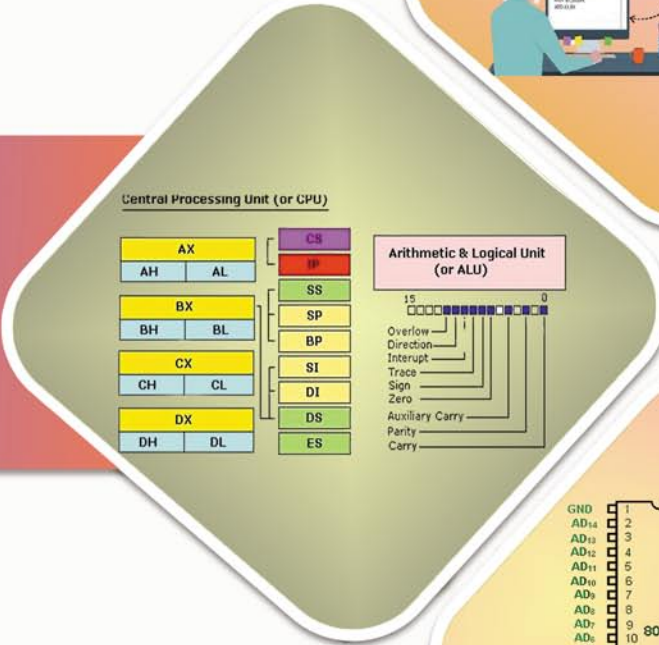 Central Processing Unit (or CPU)
AX
AH AL
BX
BH BL
CX
CH CL
DX
DH DL
CS
IP
SS
SP
BP
SI
DI
DS
ES
Arithmetic & Logical Unit
(or ALU)
15 0
Overlow
Direction
Interupt
Trace
Sign
Zero
Auxiliary Carry
Parity
Carry
GND 1
AD14 2
AD13 3
AD12 4
AD11 5
AD10 6
AD9 7
AD8 8
AD7 9
AD6 10
80